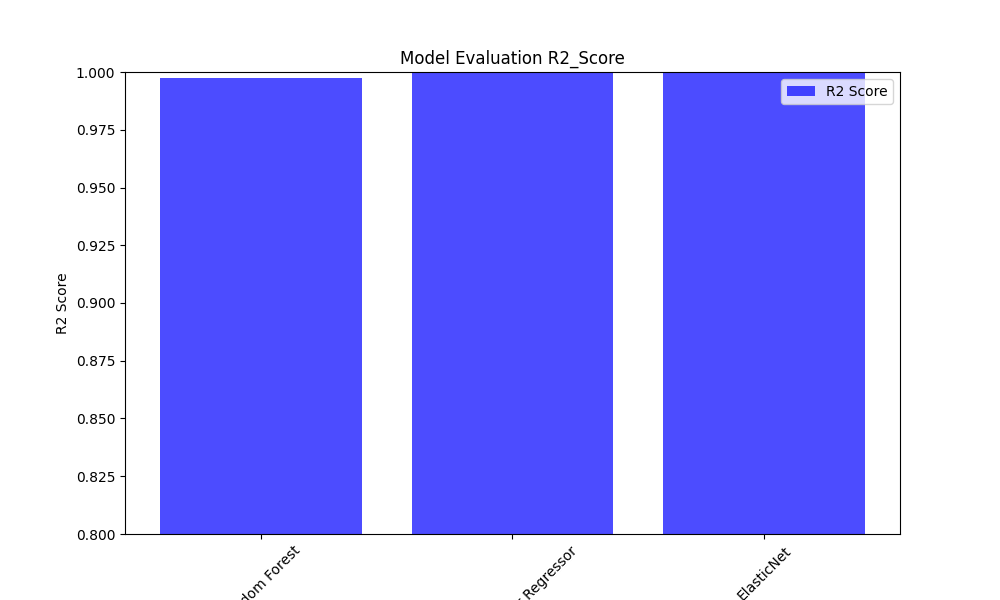 Model Evaluation R2_Score
1.000
0.975
0.950
0.925
0.900
0.875
0.850
0.825
0.800
R2 Score
R2 Score
dom Forest
Regressor
ElasticNet